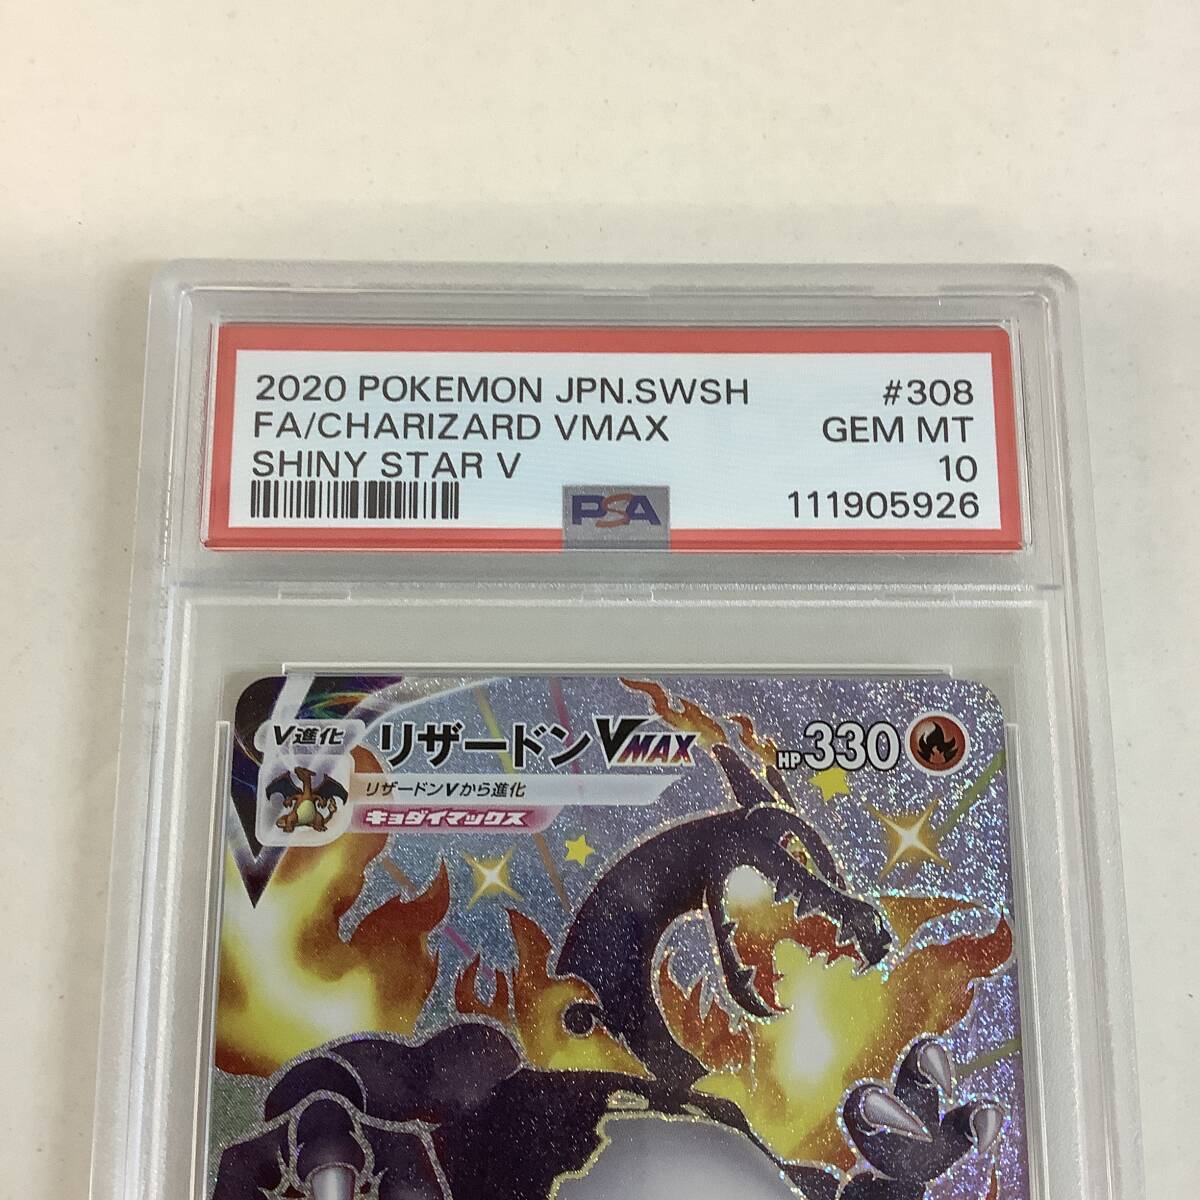 2020 POKEMON JPN.SWSH #308
FA/CHARIZARD VMAX GEM MT
SHINY STAR V 10
111905926
PSA
V進化
リザードンVMAX
HP330
リザードンVから進化
キョダイマックス